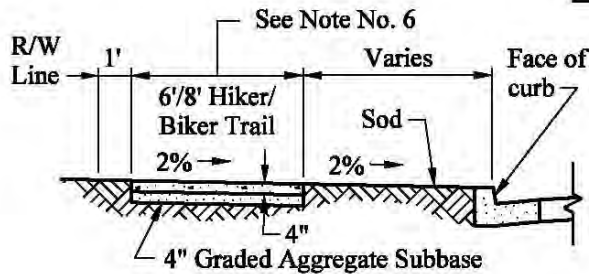 See Note No. 6
R/W
Line
1'
Varies
Face of
curb
6'/8' Hiker/
Biker Trail
Sod
2%
2%
4"
4" Graded Aggregate Subbase